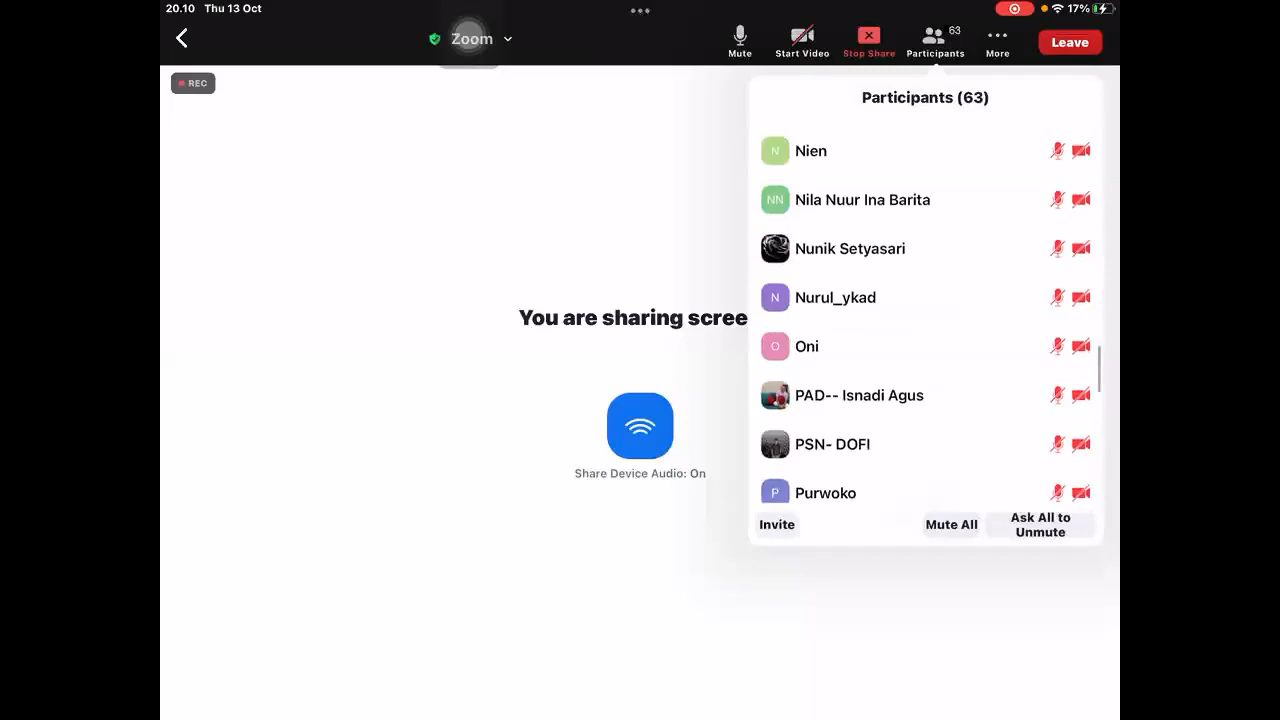 20.10 Thu 13 Oct
17%
Zoom
Mute
Start Video
Stop Share
Participants
63
More
Leave
REC
Participants (63)
N Nien
NN Nila Nuur Ina Barita
Nunik Setyasari
N Nurul_ykad
O Oni
PAD-- Isnadi Agus
PSN- DOFI
P Purwoko
Invite
Mute All
Ask All to
Unmute
You are sharing scree
Share Device Audio: On